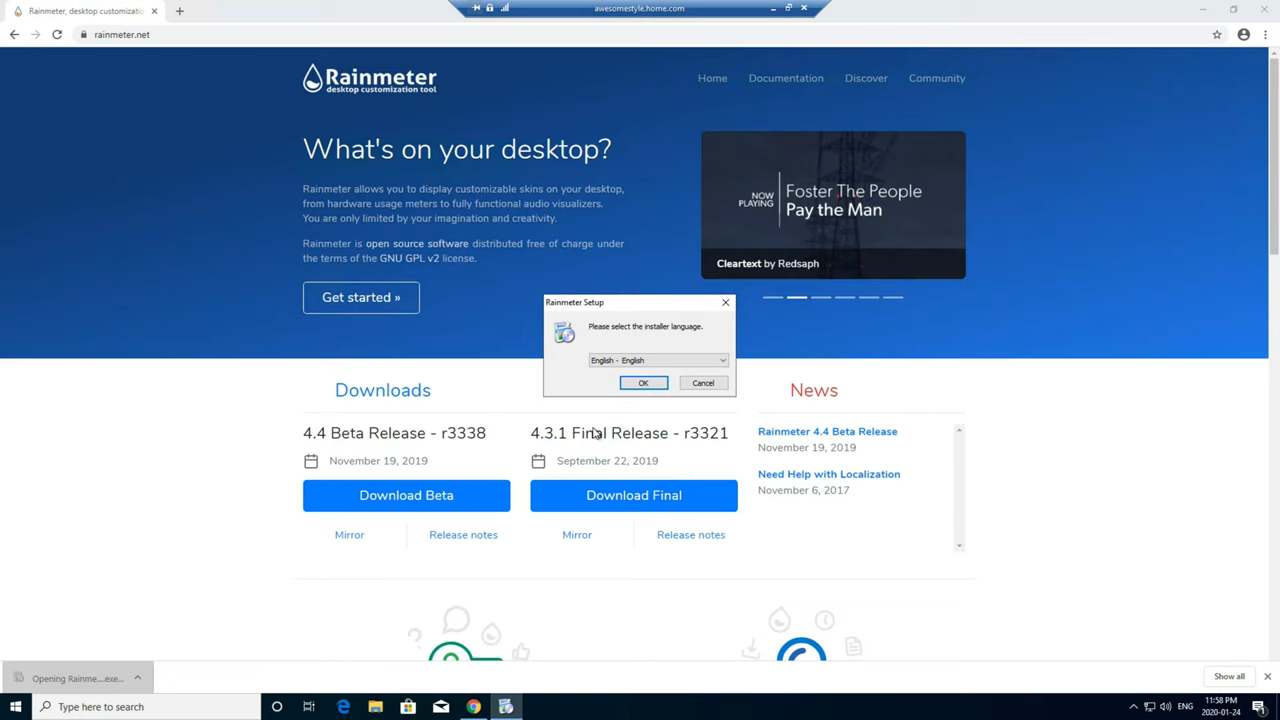 Rainmeter, desktop customizatio
awesomestyle.home.com
rainmeter.net
Rainmeter
desktop customization tool
Home
Documentation
Discover
Community
What's on your desktop?
Rainmeter allows you to display customizable skins on your desktop,
from hardware usage meters to fully functional audio visualizers.
You are only limited by your imagination and creativity.
Rainmeter is open source software distributed free of charge under
the terms of the GNU GPL v2 license.
Get started »
NOW
PLAYING
Foster The People
Pay the Man
Cleartext by Redsaph
Rainmeter Setup
Please select the installer language.
English - English
OK
Cancel
Downloads
News
4.4 Beta Release - r3338
November 19, 2019
Download Beta
Mirror
Release notes
4.3.1 Final Release - r3321
September 22, 2019
Download Final
Mirror
Release notes
Rainmeter 4.4 Beta Release
November 19, 2019
Need Help with Localization
November 6, 2017
Opening Rainme....exe...
Show all
Type here to search
ENG
11:58 PM
2020-01-24
1